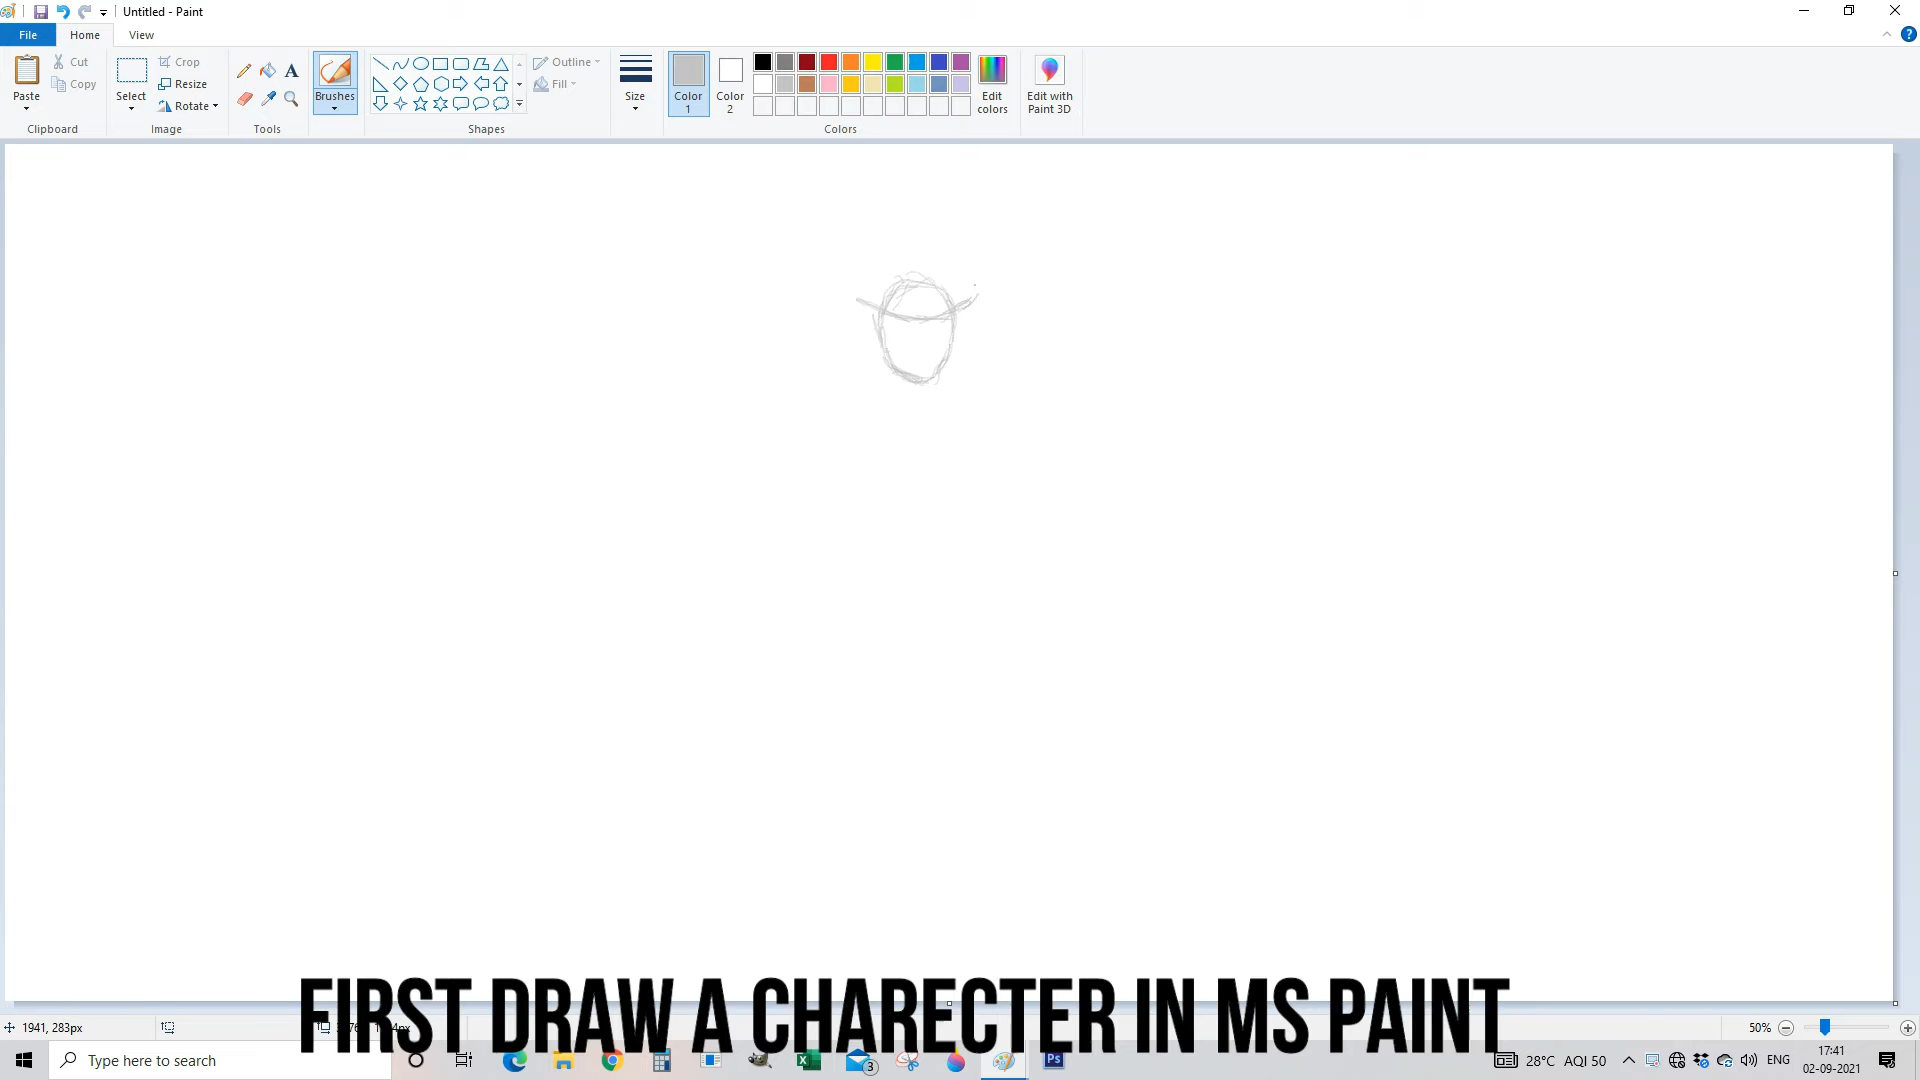 Untitled - Paint
File Home View
Paste
Cut
Copy
Clipboard
Select
Crop
Resize
Rotate
Image
A
Tools
Brushes
Shapes
Outline
Fill
Size
Color 1
Color 2
Edit colors
Colors
Edit with Paint 3D
?
FIRST DRAW A CHARECTER IN MS PAINT
1941, 283px
50%
Type here to search
3
Ps
28°C AQI 50
ENG
17:41
02-09-2021